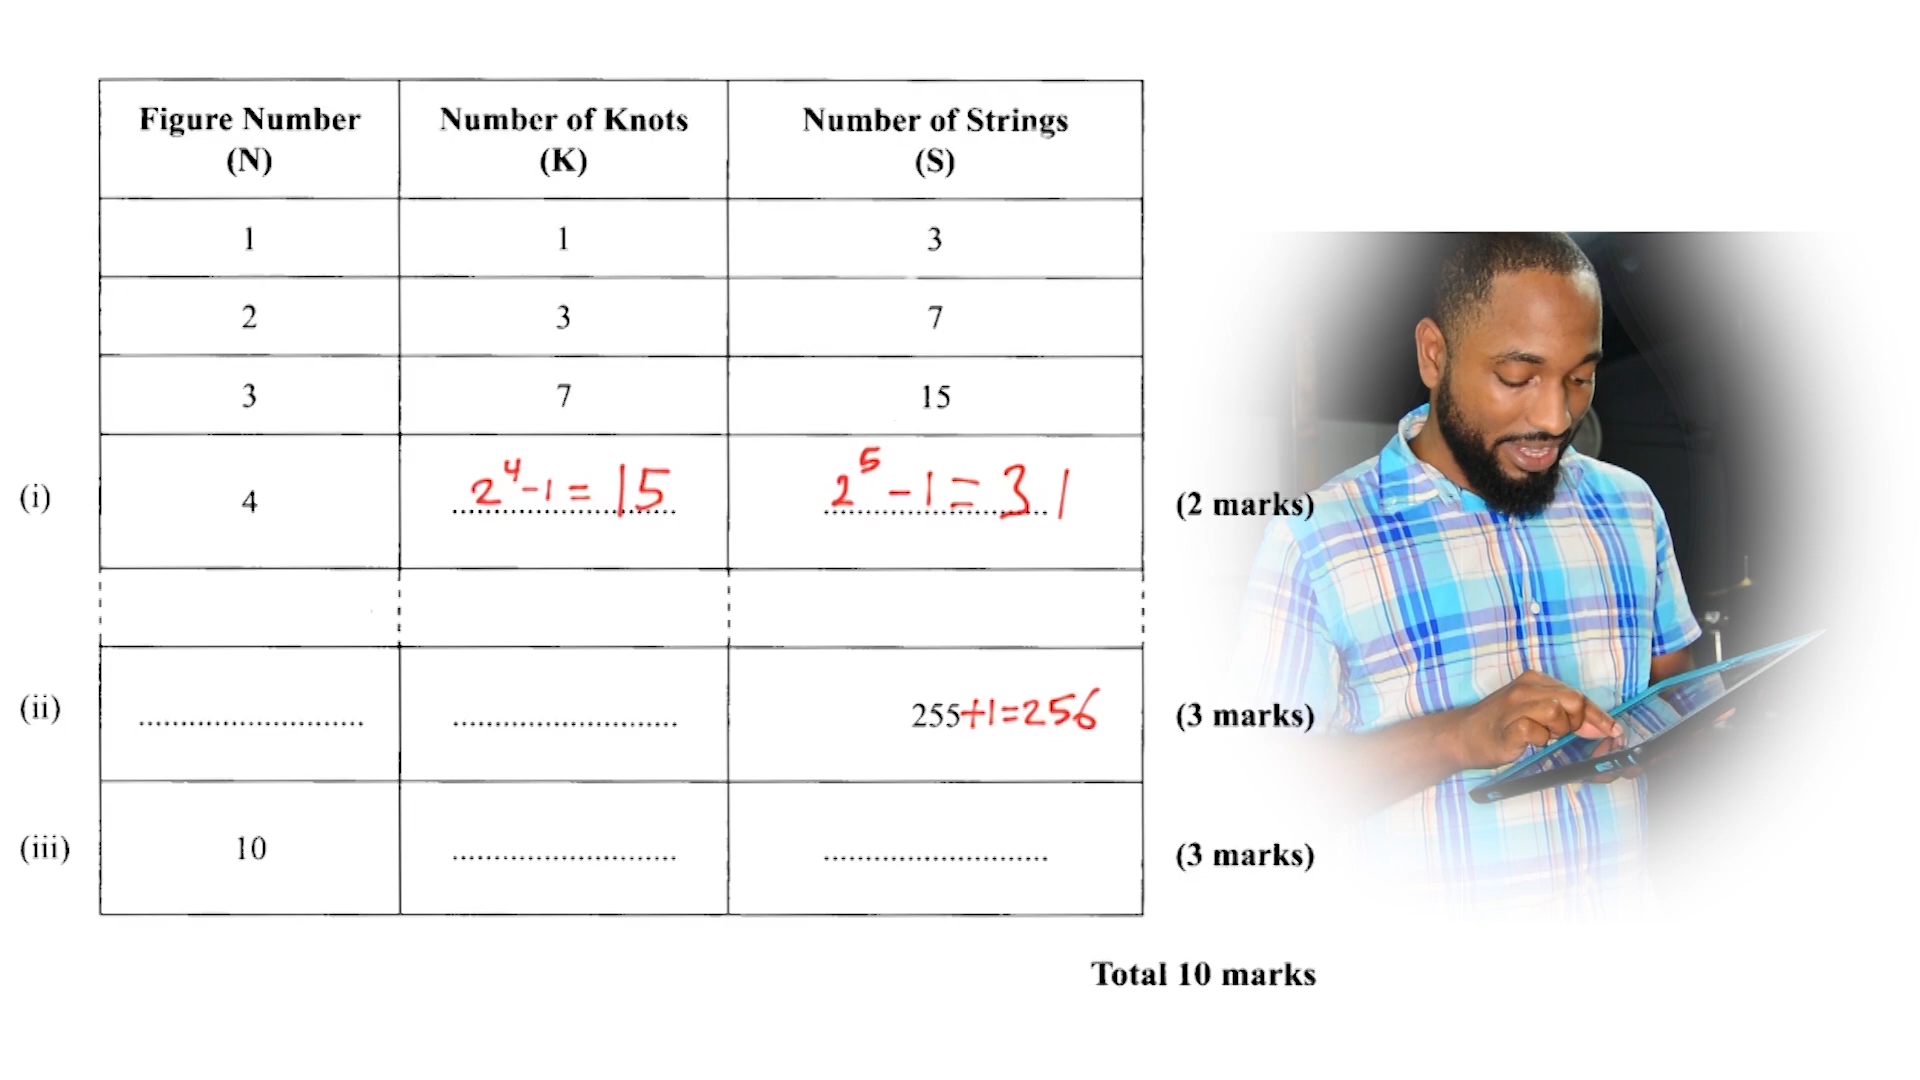 Figure Number (N) Number of Knots (K) Number of Strings (S)
1 1 3
2 3 7
3 7 15
(i) 4 2⁴-1=15 2⁵-1=31 (2 marks)
(ii) ........................ ........................ 255+1=256 (3 marks)
(iii) 10 ........................ ........................ (3 marks)
Total 10 marks